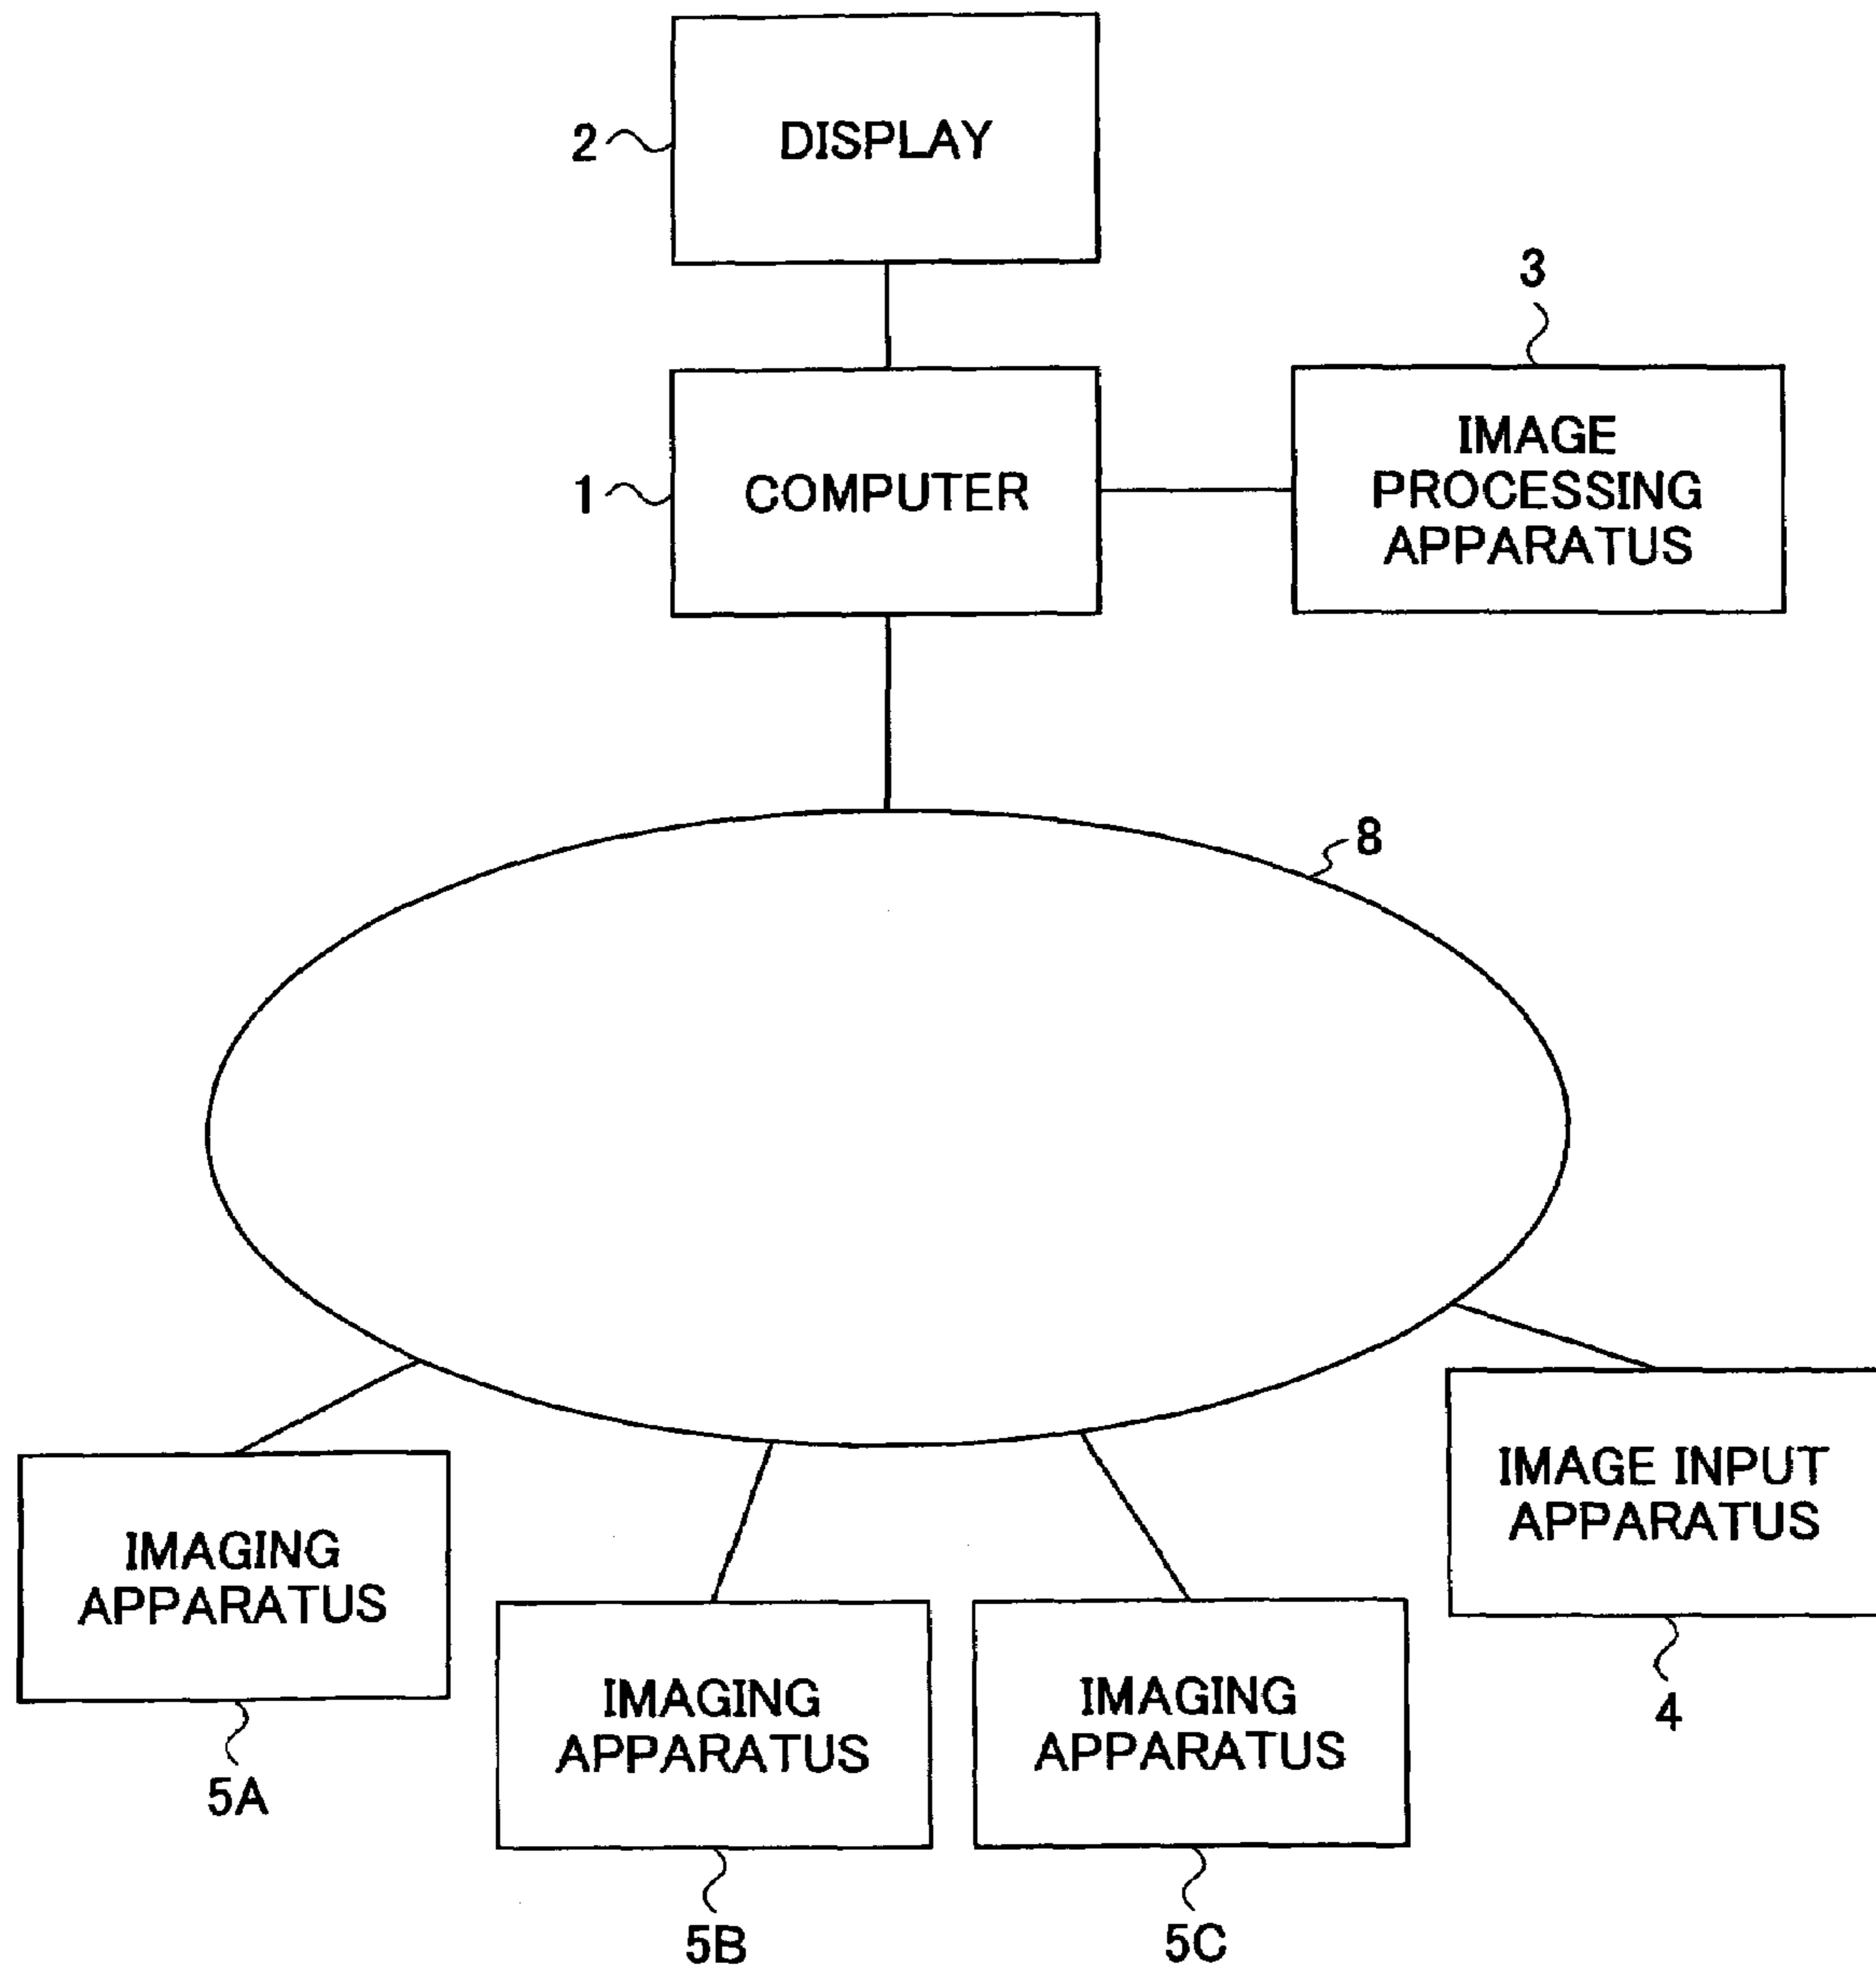 2
DISPLAY
3
1
COMPUTER
IMAGE
PROCESSING
APPARATUS
8
IMAGE INPUT
APPARATUS
4
IMAGING
APPARATUS
5A
IMAGING
APPARATUS
5B
IMAGING
APPARATUS
5C